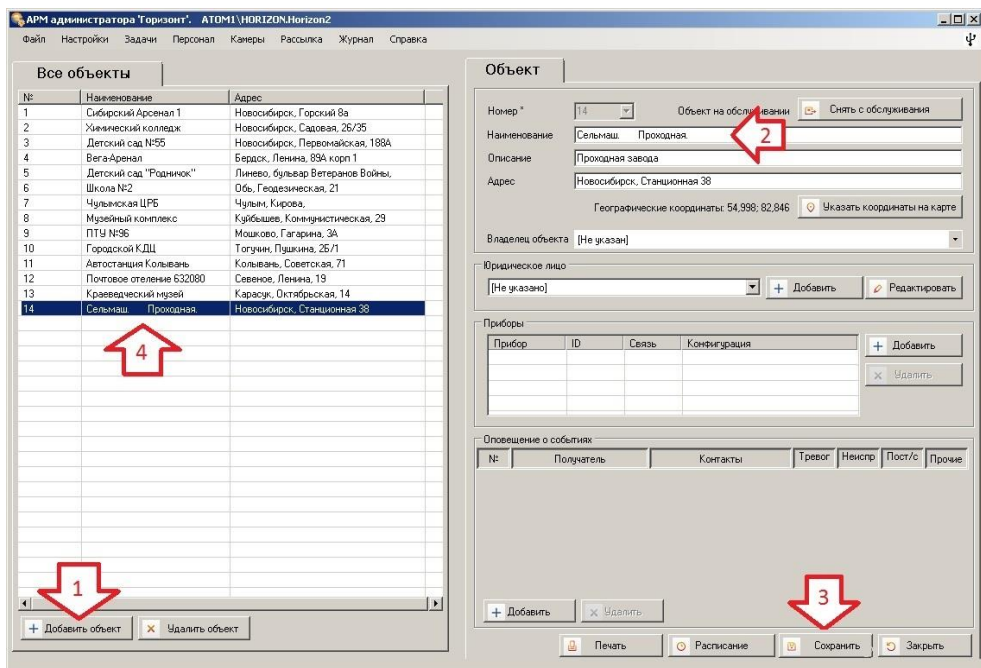 АРМ администратора 'Горизонт'. ATOM1\HORIZON.Horizon2
Файл Настройки Задачи Персонал Камеры Рассылка Журнал Справка
Все объекты
№ Наименование Адрес
1 Сибирский Арсенал 1 Новосибирск, Горский 8а
2 Химический колледж Новосибирск, Садовая, 26/35
3 Детский сад №55 Новосибирск, Первомайская, 188А
4 Вега-Аренал Бердск, Ленина, 89А корп 1
5 Детский сад "Родничок" Линево, бульвар Ветеранов Войны,
6 Школа №2 Обь, Геодезическая, 21
7 Чулымская ЦРБ Чулым, Кирова,
8 Музейный комплекс Куйбышев, Коммунистическая, 29
9 ПТУ №96 Мошково, Гагарина, 3А
10 Городской КДЦ Тогучин, Пушкина, 2Б/1
11 Автостанция Колывань Колывань, Советская, 71
12 Почтовое отеление 632080 Севеное, Ленина, 19
13 Краеведческий музей Карасук, Октябрьская, 14
14 Сельмаш. Проходная. Новосибирск, Станционная 38
4
1
Добавить объект Удалить объект
Объект
Номер * 14 Объект на обслуживании Снять с обслуживания
Наименование Сельмаш. Проходная. 2
Описание Проходная завода
Адрес Новосибирск, Станционная 38
Географические координаты: 54,998; 82,846 Указать координаты на карте
Владелец объекта [Не указан]
Юридическое лицо
[Не указано] Добавить Редактировать
Приборы
Прибор ID Связь Конфигурация Добавить
Удалить
Оповещение о событиях
№ Получатель Контакты Тревог Неиспр Пост/с Прочие
3
Добавить Удалить
Печать Расписание Сохранить Закрыть